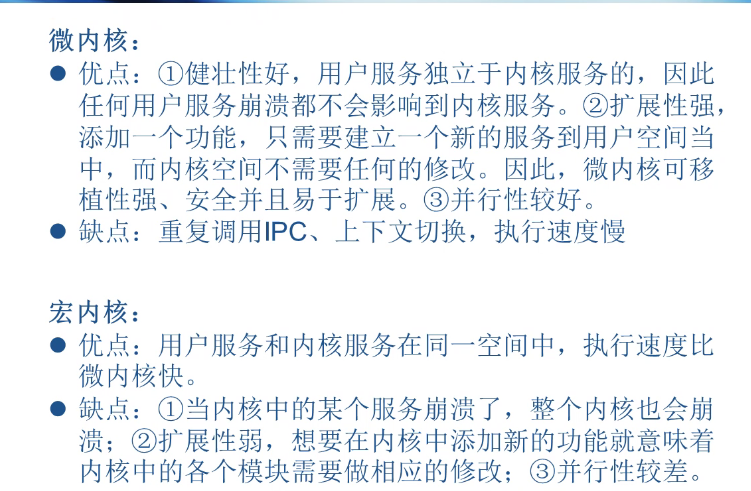 微内核：
● 优点：①健壮性好，用户服务独立于内核服务的，因此
任何用户服务崩溃都不会影响到内核服务。②扩展性强，
添加一个功能，只需要建立一个新的服务到用户空间当
中，而内核空间不需要任何的修改。因此，微内核可移
植性强、安全并且易于扩展。③并行性较好。
● 缺点：重复调用IPC、上下文切换，执行速度慢
宏内核：
● 优点：用户服务和内核服务在同一空间中，执行速度比
微内核快。
● 缺点：①当内核中的某个服务崩溃了，整个内核也会崩
溃；②扩展性弱，想要在内核中添加新的功能就意味着
内核中的各个模块需要做相应的修改；③并行性较差。